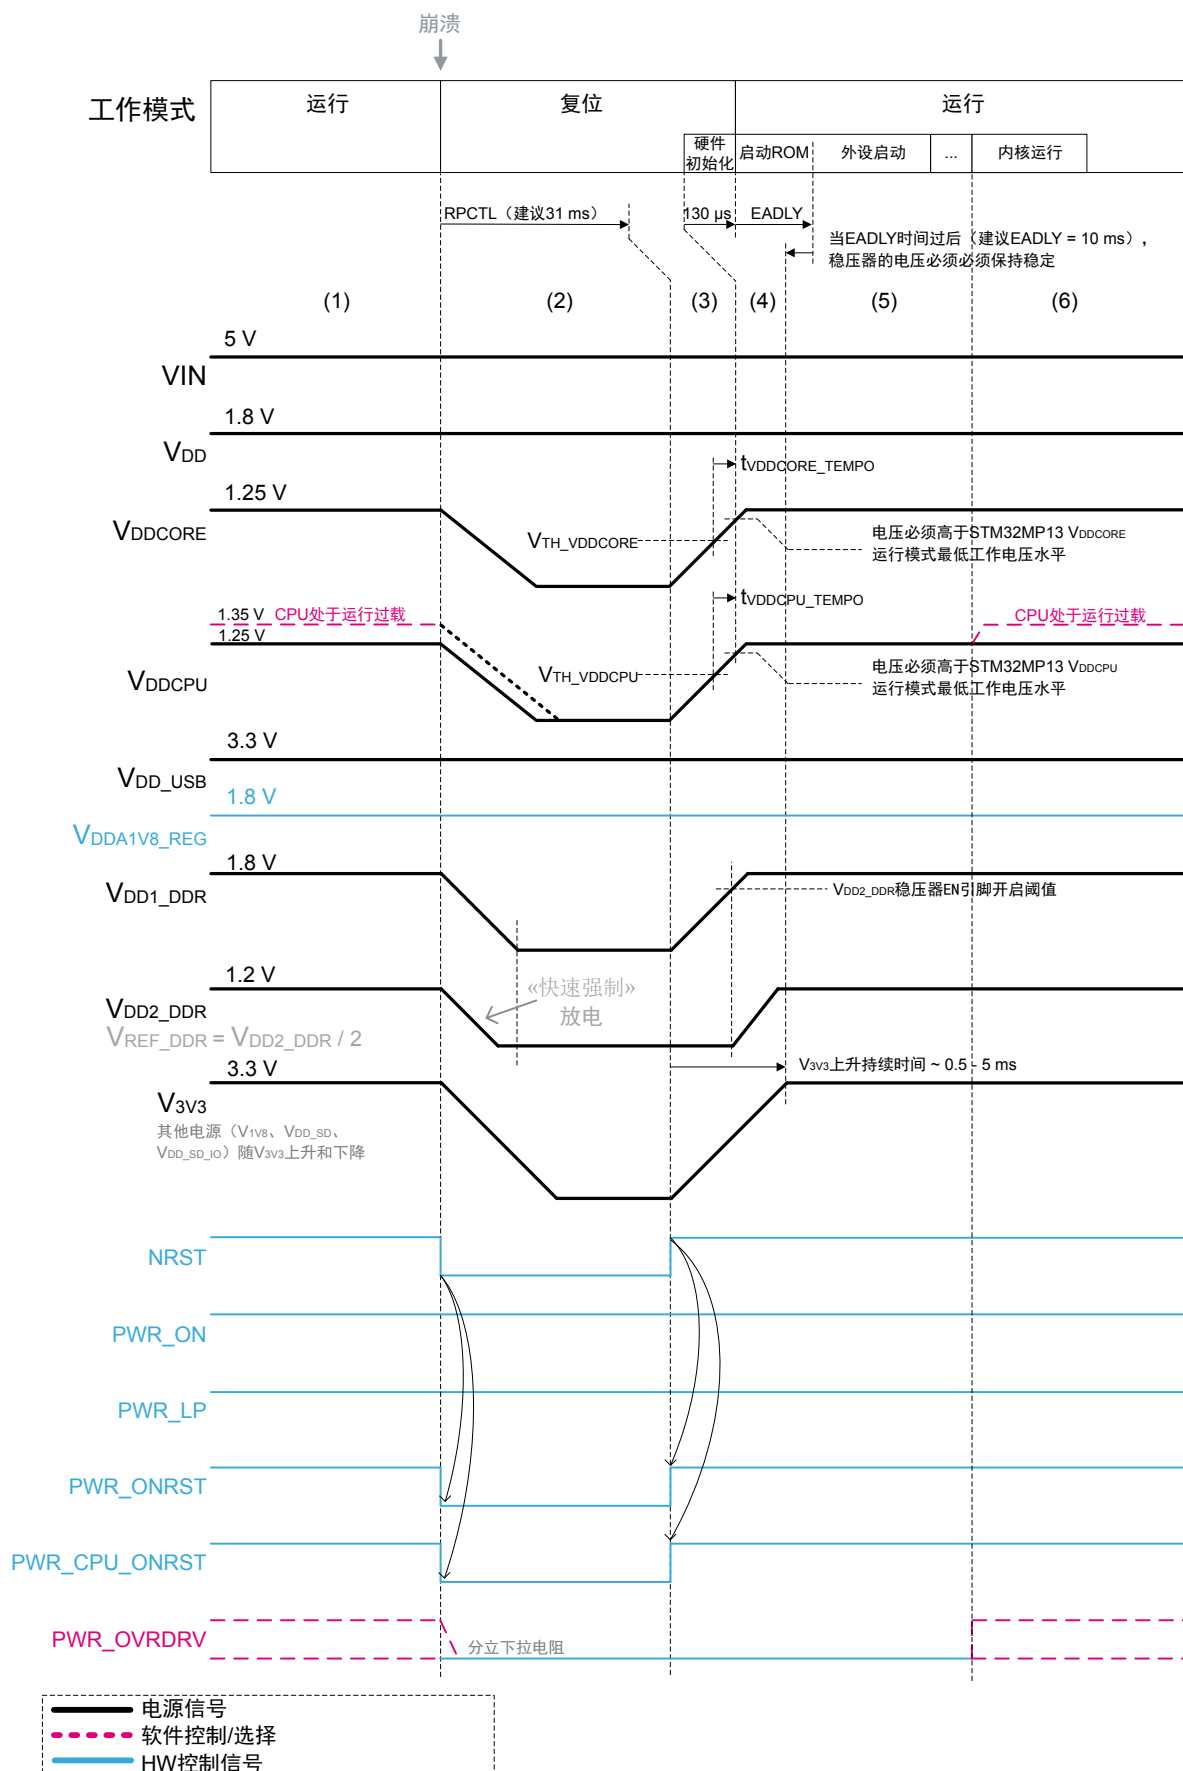 崩溃
工作模式
运行
复位
运行
硬件
初始化
启动ROM
外设启动
...
内核运行
RPCTL（建议31 ms）
130 μs
EADLY
当EADLY时间过后（建议EADLY = 10 ms），
稳压器的电压必须必须保持稳定
(1)
(2)
(3)
(4)
(5)
(6)
5 V
VIN
1.8 V
VDD
tVDDCORE_TEMPO
1.25 V
VDDCORE
VTH_VDDCORE
电压必须高于STM32MP13 VDDCORE
运行模式最低工作电压水平
tVDDCPU_TEMPO
1.35 V
CPU处于运行过载
CPU处于运行过载
1.25 V
VDDCPU
VTH_VDDCPU
电压必须高于STM32MP13 VDDCPU
运行模式最低工作电压水平
3.3 V
VDD_USB
1.8 V
VDDA1V8_REG
1.8 V
VDD1_DDR
VDD2_DDR稳压器EN引脚开启阈值
1.2 V
«快速强制»
放电
VDD2_DDR
VREF_DDR = VDD2_DDR / 2
3.3 V
V3V3上升持续时间 ~ 0.5 - 5 ms
V3V3
其他电源（V1V8、VDD_SD、
VDD_SD_IO）随V3V3上升和下降
NRST
PWR_ON
PWR_LP
PWR_ONRST
PWR_CPU_ONRST
PWR_OVRDRV
分立下拉电阻
电源信号
软件控制/选择
HW控制信号